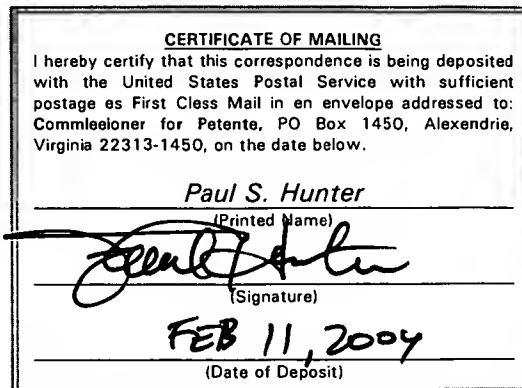 CERTIFICATE OF MAILING
I hereby certify that this correspondence is being deposited
with the United States Postal Service with sufficient
postage es First Cless Mail in en envelope addressed to:
Commleeloner for Petente, PO Box 1450, Alexendrie,
Virginia 22313-1450, on the date below.
Paul S. Hunter
(Printed Name)
(Signature)
FEB 11, 2004
(Date of Deposit)